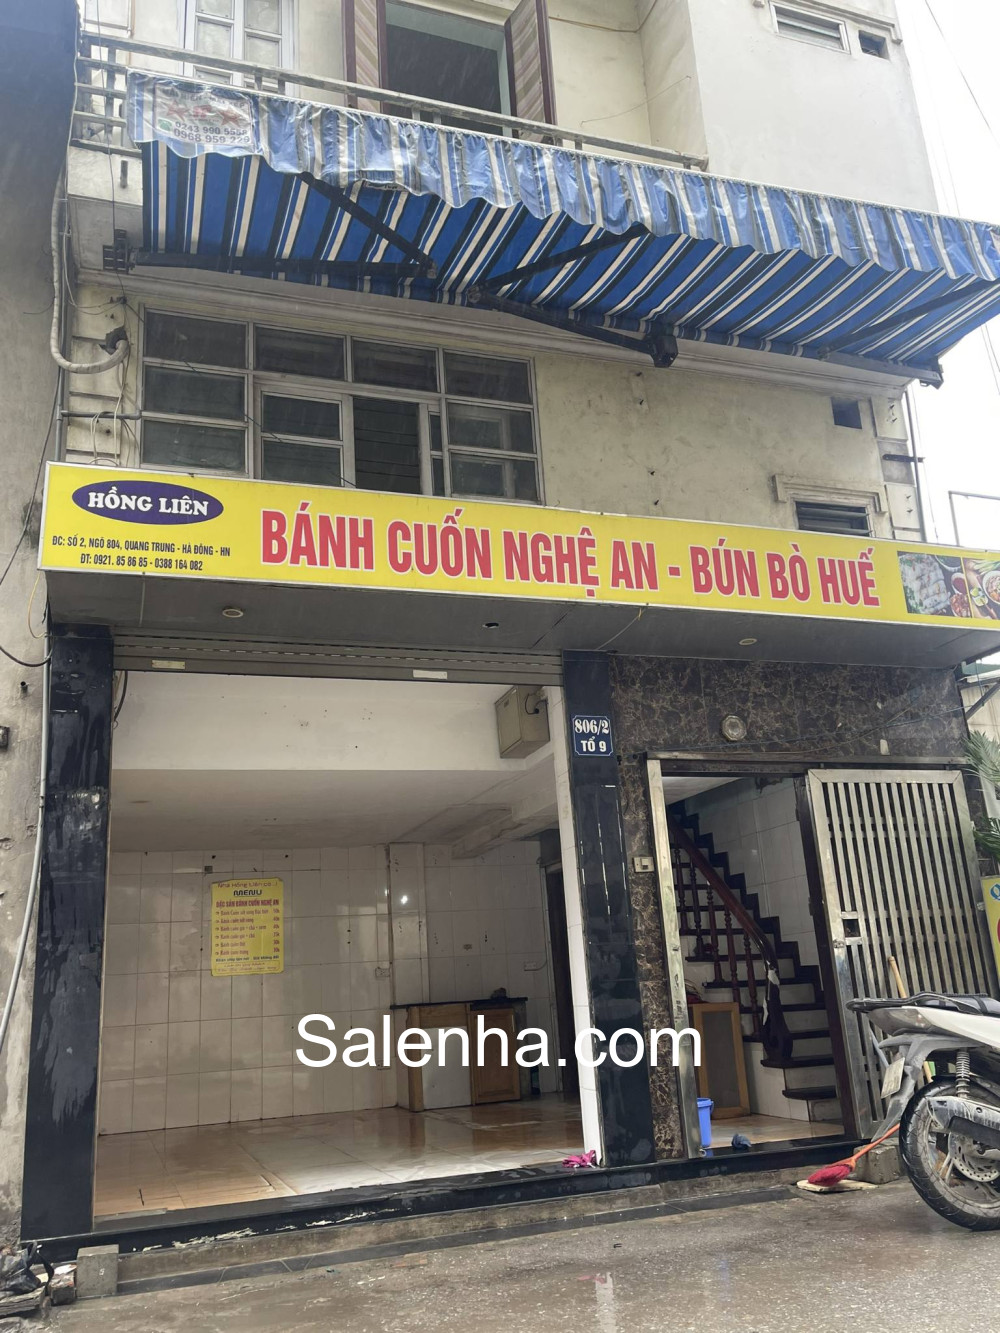 0243 990 5558
0968 959 229
HỒNG LIÊN
ĐC: SỐ 2, NGÕ 804, QUANG TRUNG - HÀ ĐÔNG - HN
ĐT: 0921. 85 86 85 - 0388 164 082
BÁNH CUỐN NGHỆ AN - BÚN BÒ HUẾ
806/2
TỔ 9
MENU
ĐẶC SẢN BÁNH CUỐN NGHỆ AN
Salenha.com